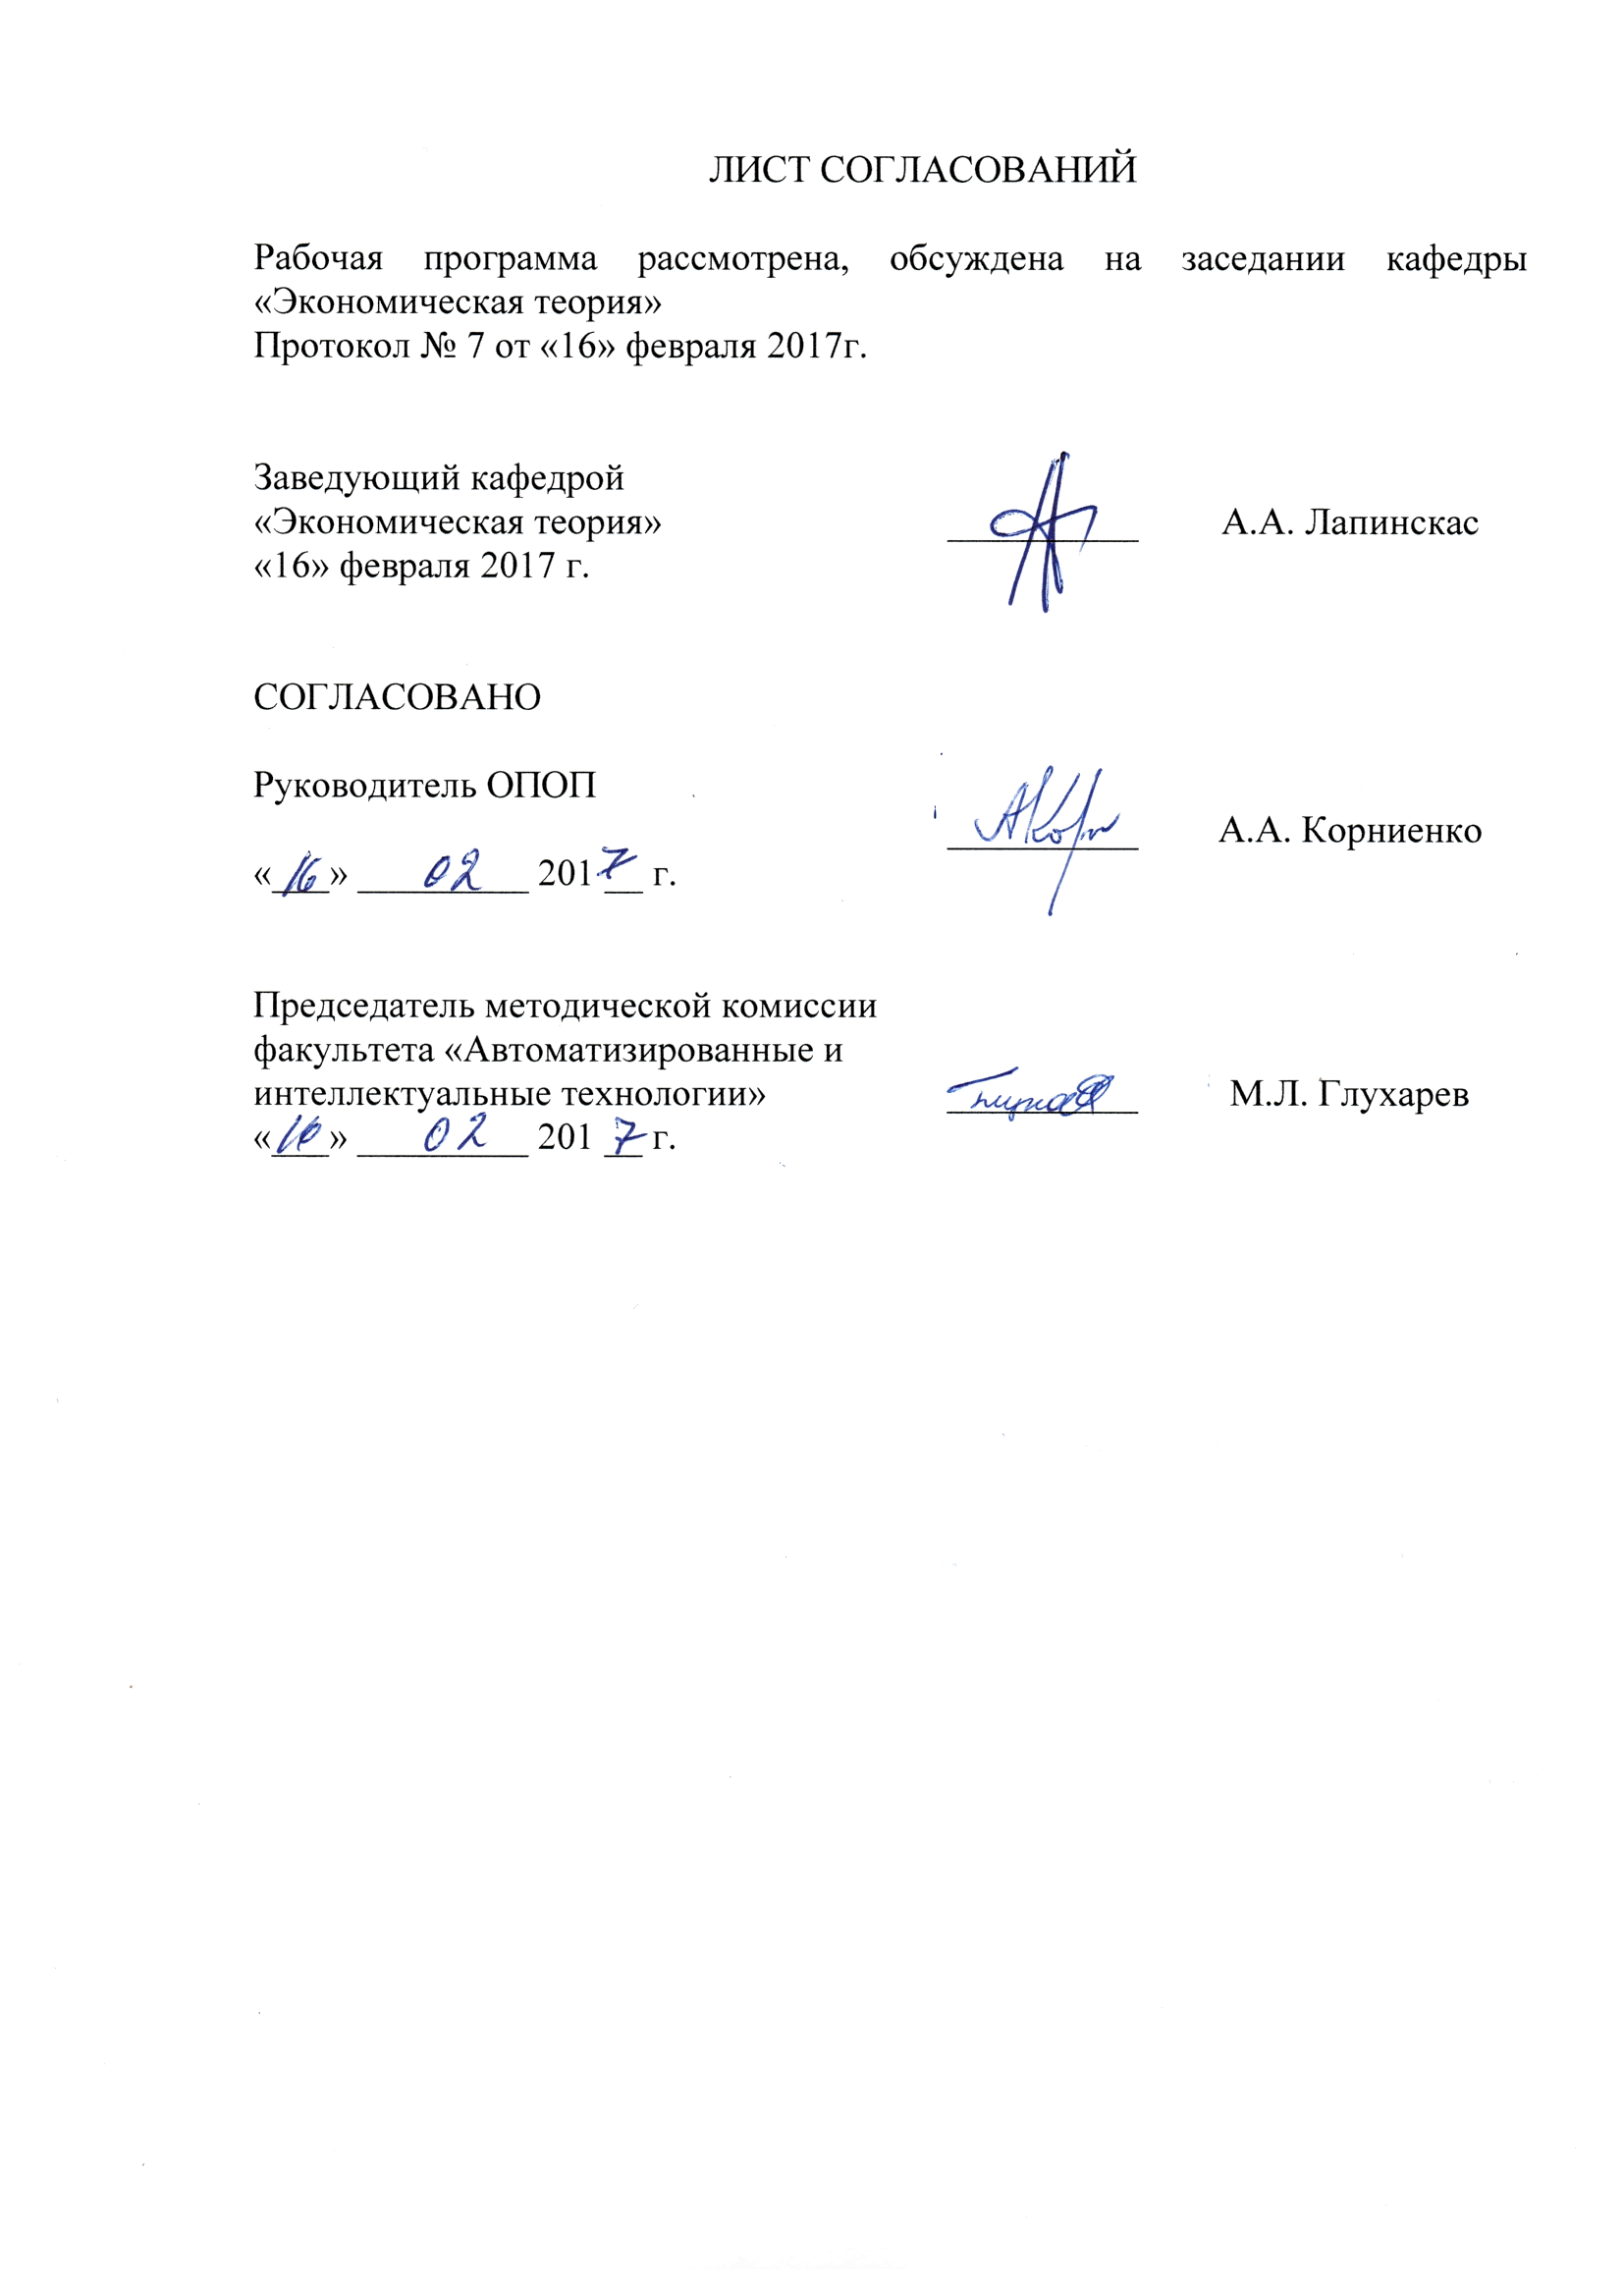 ЛИСТ СОГЛАСОВАНИЙ
Рабочая программа рассмотрена, обсуждена на заседании кафедры
«Экономическая теория»
Протокол № 7 от «16» февраля 2017г.
Заведующий кафедрой
«Экономическая теория» А.А. Лапинскас
«16» февраля 2017 г.
СОГЛАСОВАНО
Руководитель ОПОП
А.А. Корниенко
«16» 02 2017 г.
Председатель методической комиссии
факультета «Автоматизированные и
интеллектуальные технологии» М.Л. Глухарев
«16» 02 2017 г.